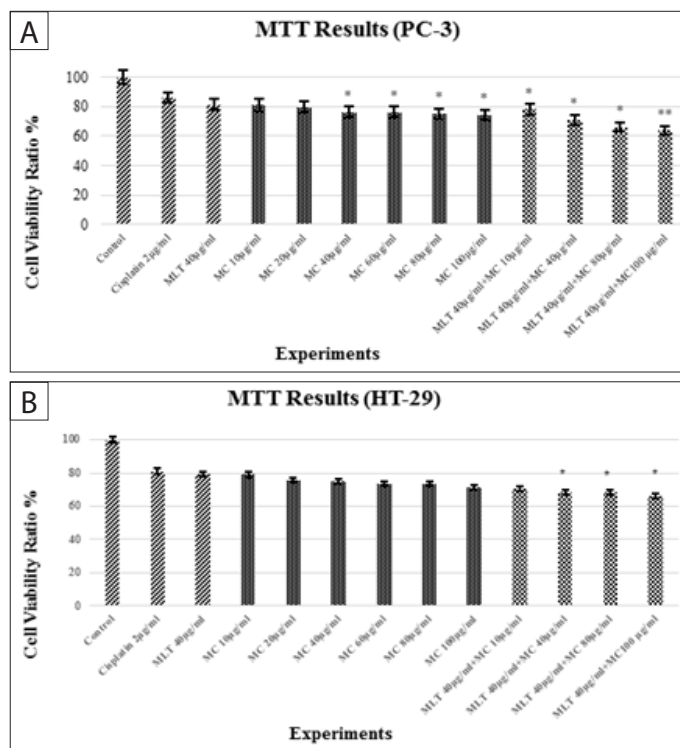 A
MTT Results (PC-3)
Cell Viability Ratio %
100
80
60
40
20
0
* * * * * * * **
Control
Cisplatin 2µg/ml
MLT 40µg/ml
MC 10µg/ml
MC 20µg/ml
MC 40µg/ml
MC 60µg/ml
MC 80µg/ml
MC 100µg/ml
MLT 40µg/ml+MC 10µg/ml
MLT 40µg/ml+MC 40µg/ml
MLT 40µg/ml+MC 80µg/ml
MLT 40µg/ml+MC100 µg/ml
Experiments
B
MTT Results (HT-29)
Cell Viability Ratio %
100
80
60
40
20
0
* * *
Control
Cisplatin 2µg/ml
MLT 40µg/ml
MC 10µg/ml
MC 20µg/ml
MC 40µg/ml
MC 60µg/ml
MC 80µg/ml
MC 100µg/ml
MLT 40µg/ml+MC 10µg/ml
MLT 40µg/ml+MC 40µg/ml
MLT 40µg/ml+MC 80µg/ml
MLT 40µg/ml+MC100 µg/ml
Experiments